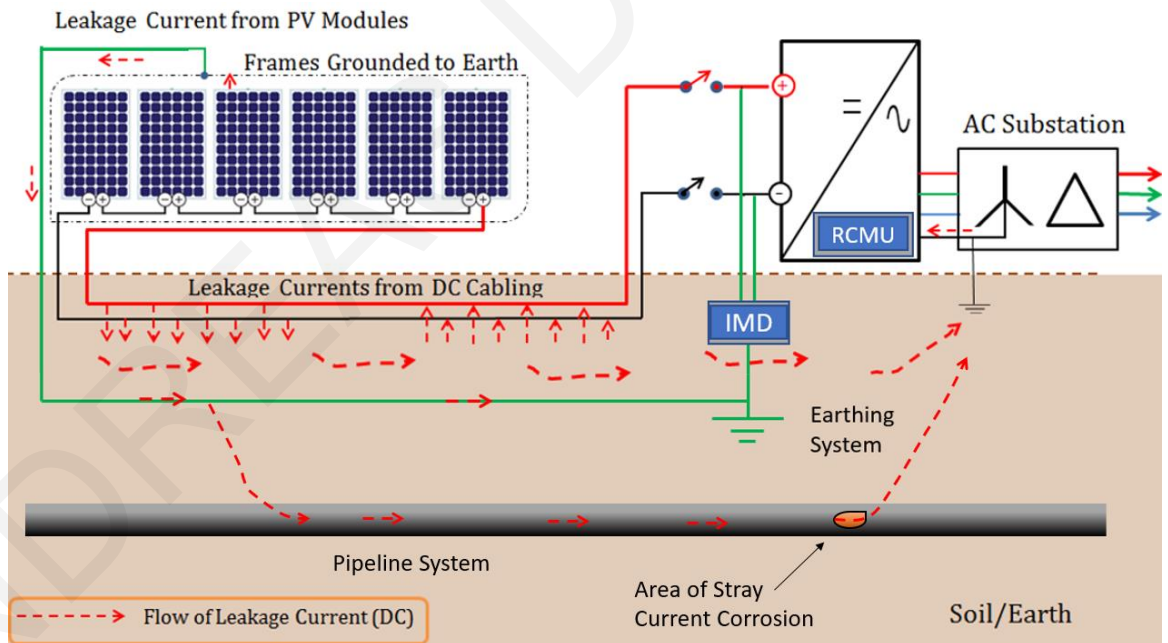 Leakage Current from PV Modules
Frames Grounded to Earth
AC Substation
RCMU
Leakage Currents from DC Cabling
IMD
Earthing
System
Pipeline System
Area of Stray
Current Corrosion
Flow of Leakage Current (DC)
Soil/Earth